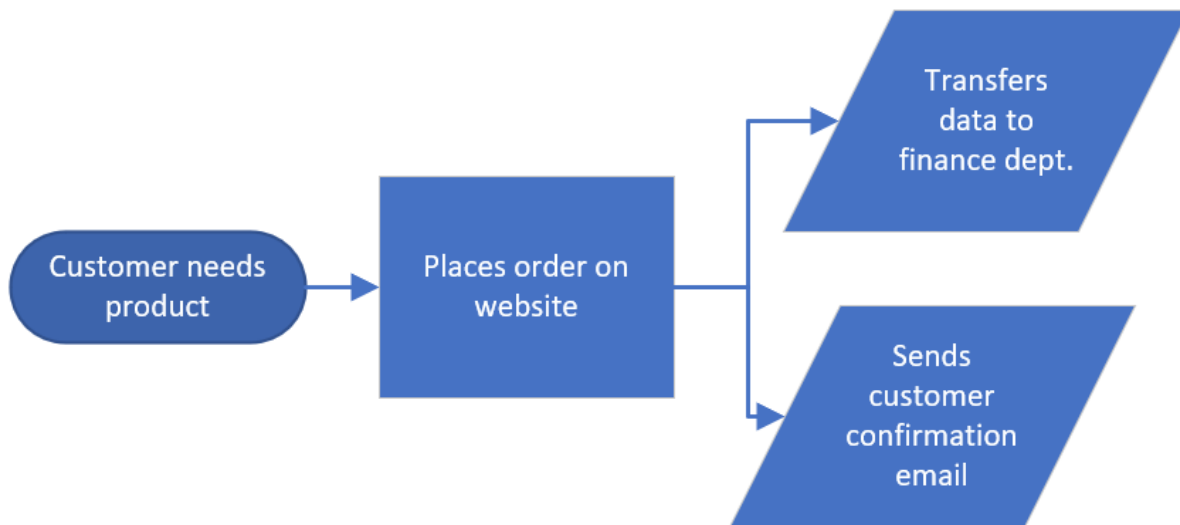 Customer needs
product
Places order on
website
Transfers
data to
finance dept.
Sends
customer
confirmation
email